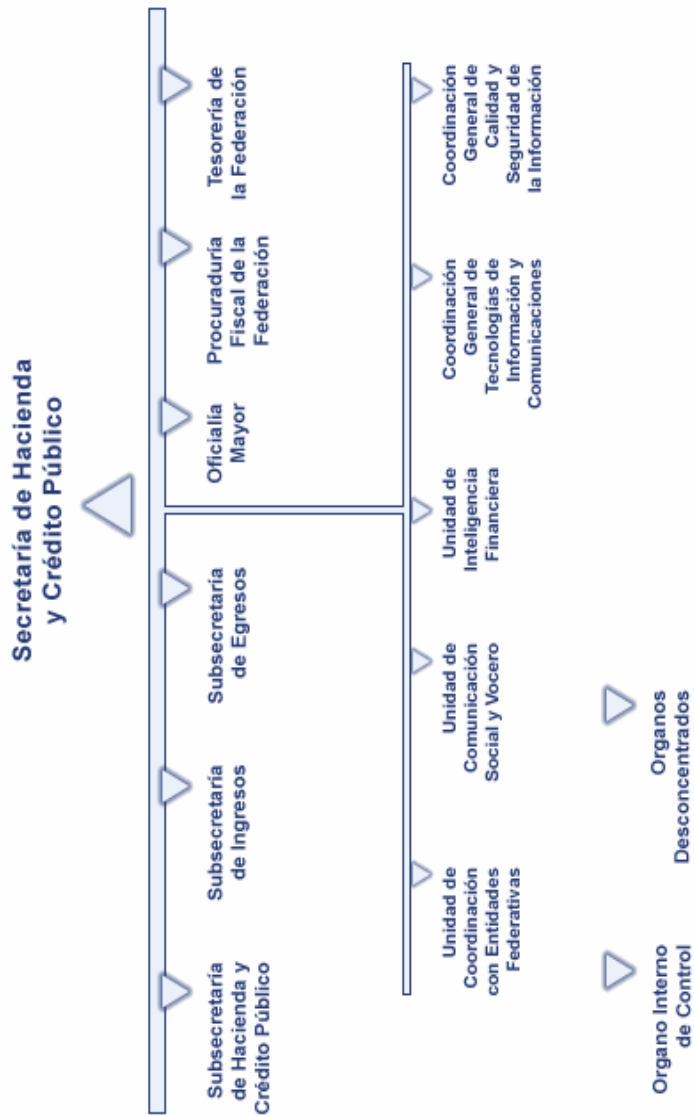 Secretaría de Hacienda
y Crédito Público
Subsecretaría
de Hacienda y
Crédito Público
Subsecretaría
de Ingresos
Subsecretaría
de Egresos
Oficialía
Mayor
Procuraduría
Fiscal de la
Federación
Tesorería de
la Federación
Unidad de
Coordinación
con Entidades
Federativas
Unidad de
Comunicación
Social y Vocero
Unidad de
Inteligencia
Financiera
Coordinación
General de
Tecnologías de
Información y
Comunicaciones
Coordinación
General de
Calidad y
Seguridad de
la Información
Organo Interno
de Control
Organos
Desconcentrados